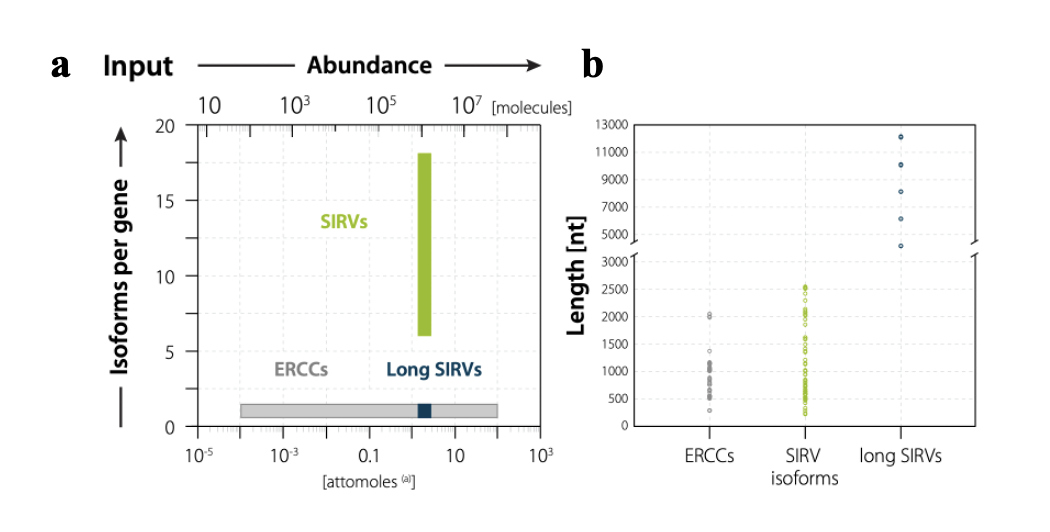 a Input Abundance
10 10³ 10⁵ 10⁷ [molecules]
Isoforms per gene
20
15
10
5
0
SIRVs
ERCCs Long SIRVs
10⁻⁵ 10⁻³ 0.1 10 10³
[attomoles ⁽ᵃ⁾]
b
Length [nt]
13000
11000
9000
7000
5000
3000
2500
2000
1500
1000
500
0
ERCCs SIRV isoforms long SIRVs